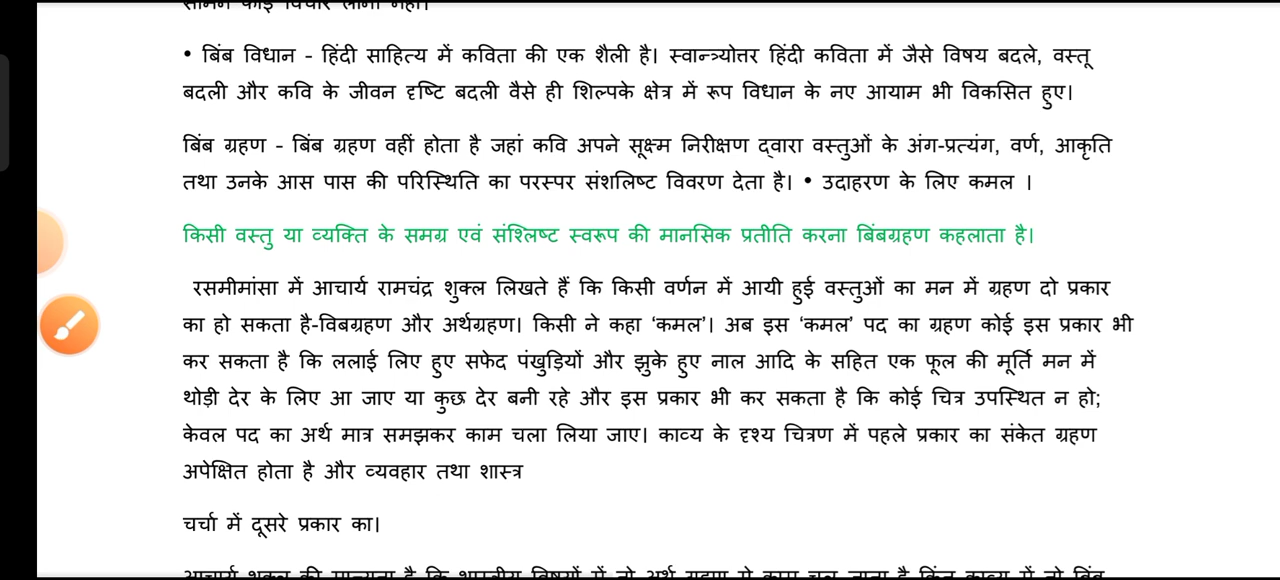 • बिंब विधान - हिंदी साहित्य में कविता की एक शैली है। स्वान्त्र्योत्तर हिंदी कविता में जैसे विषय बदले, वस्तू
बदली और कवि के जीवन दृष्टि बदली वैसे ही शिल्पके क्षेत्र में रूप विधान के नए आयाम भी विकसित हुए।
बिंब ग्रहण - बिंब ग्रहण वहीं होता है जहां कवि अपने सूक्ष्म निरीक्षण द्वारा वस्तुओं के अंग-प्रत्यंग, वर्ण, आकृति
तथा उनके आस पास की परिस्थिति का परस्पर संशलिष्ट विवरण देता है। • उदाहरण के लिए कमल ।
किसी वस्तु या व्यक्ति के समग्र एवं संश्लिष्ट स्वरूप की मानसिक प्रतीति करना बिंबग्रहण कहलाता है।
रसमीमांसा में आचार्य रामचंद्र शुक्ल लिखते हैं कि किसी वर्णन में आयी हुई वस्तुओं का मन में ग्रहण दो प्रकार
का हो सकता है-विबग्रहण और अर्थग्रहण। किसी ने कहा ‘कमल’। अब इस ‘कमल’ पद का ग्रहण कोई इस प्रकार भी
कर सकता है कि ललाई लिए हुए सफेद पंखुड़ियों और झुके हुए नाल आदि के सहित एक फूल की मूर्ति मन में
थोड़ी देर के लिए आ जाए या कुछ देर बनी रहे और इस प्रकार भी कर सकता है कि कोई चित्र उपस्थित न हो;
केवल पद का अर्थ मात्र समझकर काम चला लिया जाए। काव्य के दृश्य चित्रण में पहले प्रकार का संकेत ग्रहण
अपेक्षित होता है और व्यवहार तथा शास्त्र
चर्चा में दूसरे प्रकार का।